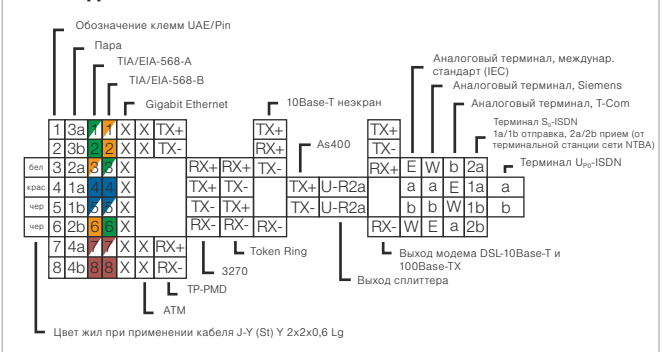 Обозначение клемм UAE/Pin
Пара
TIA/EIA-568-A
TIA/EIA-568-B
Gigabit Ethernet
10Base-T неэкран
As400
Аналоговый терминал, междунар.
стандарт (IEC)
Аналоговый терминал, Siemens
Аналоговый терминал, T-Com
Терминал S₀-ISDN
1a/1b отправка, 2a/2b прием (от
терминальной станции сети NTBA)
Терминал Uₚ₀-ISDN
1 3a 1 1 X X TX+ TX+ TX+
2 3b 2 2 X X TX- TX- TX-
бел 3 2a 3 3 X RX+ RX+ TX- RX+ E W b 2a
крас 4 1a 4 4 X TX+ TX- TX+ U-R2a a a E 1a a
чер 5 1b 5 5 X TX- TX+ TX- U-R2a b b W 1b b
чер 6 2b 6 6 X RX- RX- RX- RX- W E a 2b
7 4a 7 7 X X RX+
8 4b 8 8 X X RX-
Token Ring
3270
TP-PMD
ATM
Выход модема DSL-10Base-T и
100Base-TX
Выход сплиттера
Цвет жил при применении кабеля J-Y (St) Y 2x2x0,6 Lg